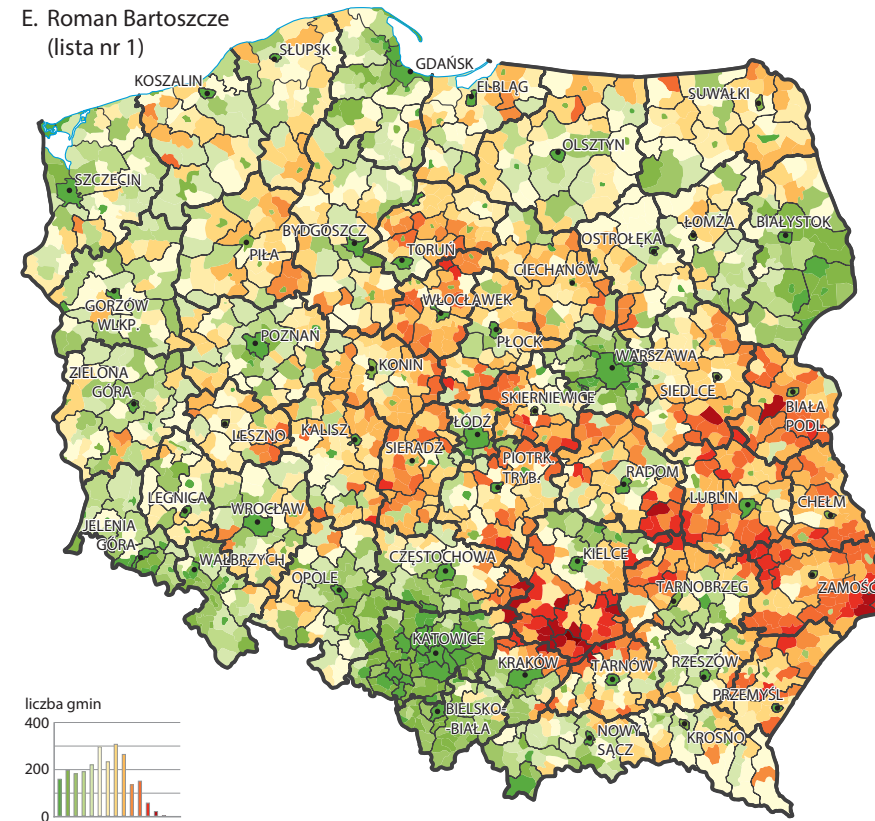 E. Roman Bartoszcze
(lista nr 1)
SŁUPSK
GDAŃSK
KOSZALIN
ELBLĄG
SUWAŁKI
OLSZTYN
SZCZECIN
BYDGOSZCZ
TORUŃ
PIŁA
OSTROŁĘKA
ŁOMŻA
BIAŁYSTOK
CIECHANÓW
GORZÓW
WLKP.
WŁOCŁAWEK
POZNAŃ
PŁOCK
WARSZAWA
ZIELONA
GÓRA
KONIN
SKIERNIEWICE
SIEDLCE
BIAŁA
PODL.
LESZNO
KALISZ
SIERADZ
ŁÓDŹ
PIOTRK.
TRYB.
RADOM
LUBLIN
CHEŁM
LEGNICA
WROCŁAW
JELENIA
GÓRA
WAŁBRZYCH
OPOLE
CZĘSTOCHOWA
KIELCE
TARNOBRZEG
ZAMOŚĆ
KATOWICE
KRAKÓW
TARNÓW
RZESZÓW
PRZEMYŚL
BIELSKO-
-BIAŁA
NOWY
SĄCZ
KROSNO
liczba gmin
400
200
0